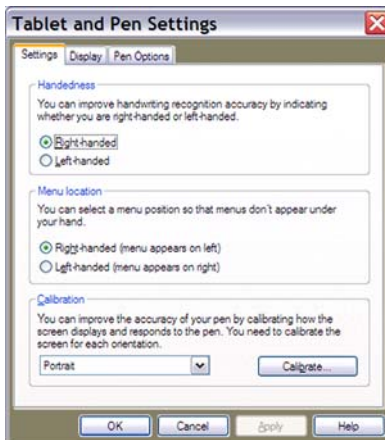 Tablet and Pen Settings
Settings Display Pen Options
Handedness
You can improve handwriting recognition accuracy by indicating
whether you are right-handed or left-handed.
Right-handed
Left-handed
Menu location
You can select a menu position so that menus don't appear under
your hand.
Right-handed (menu appears on left)
Left-handed (menu appears on right)
Calibration
You can improve the accuracy of your pen by calibrating how the
screen displays and responds to the pen. You need to calibrate the
screen for each orientation.
Portrait Calibrate...
OK Cancel Apply Help